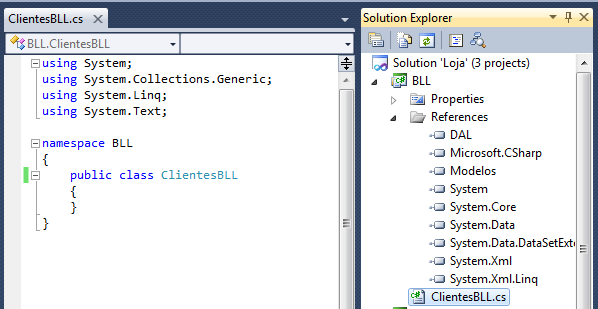 ClientesBLL.cs
BLL.ClientesBLL
using System;
using System.Collections.Generic;
using System.Linq;
using System.Text;
namespace BLL
{
public class ClientesBLL
{
}
}
Solution Explorer
Solution 'Loja' (3 projects)
BLL
Properties
References
DAL
Microsoft.CSharp
Modelos
System
System.Core
System.Data
System.Data.DataSetExte
System.Xml
System.Xml.Linq
ClientesBLL.cs